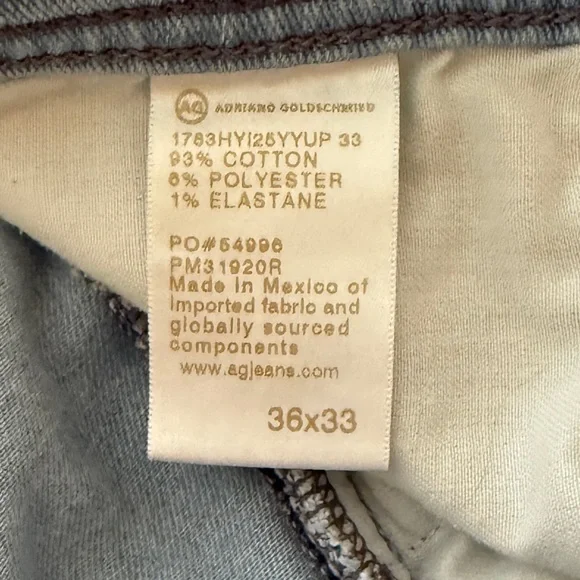 AG ADRIANO GOLDSCHMIED
1783HYI25YYUP 33
93% COTTON
6% POLYESTER
1% ELASTANE
PO#54996
PM31920R
Made in Mexico of
imported fabric and
globally sourced
components
www.agjeans.com
36x33